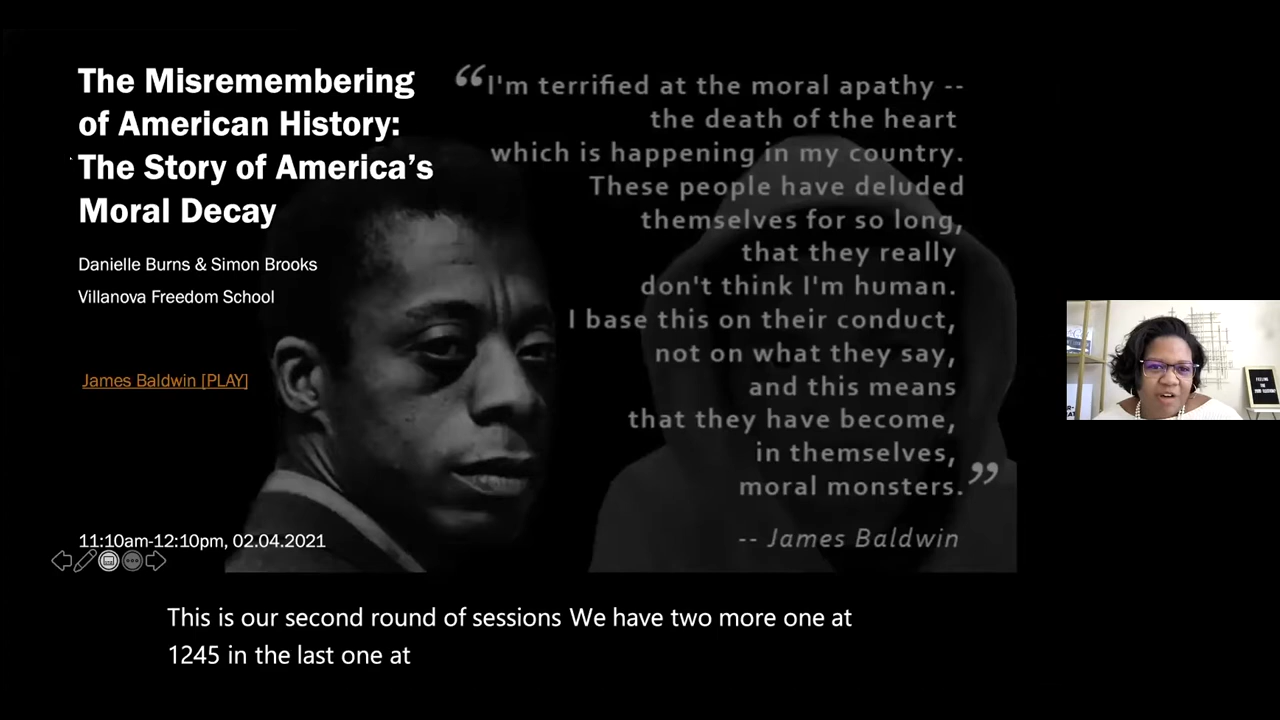 The Misremembering
of American History:
The Story of America's
Moral Decay
Danielle Burns & Simon Brooks
Villanova Freedom School
James Baldwin [PLAY]
11:10am-12:10pm, 02.04.2021
“I'm terrified at the moral apathy --
the death of the heart
which is happening in my country.
These people have deluded
themselves for so long,
that they really
don't think I'm human.
I base this on their conduct,
not on what they say,
and this means
that they have become,
in themselves,
moral monsters.”
-- James Baldwin
This is our second round of sessions We have two more one at
1245 in the last one at